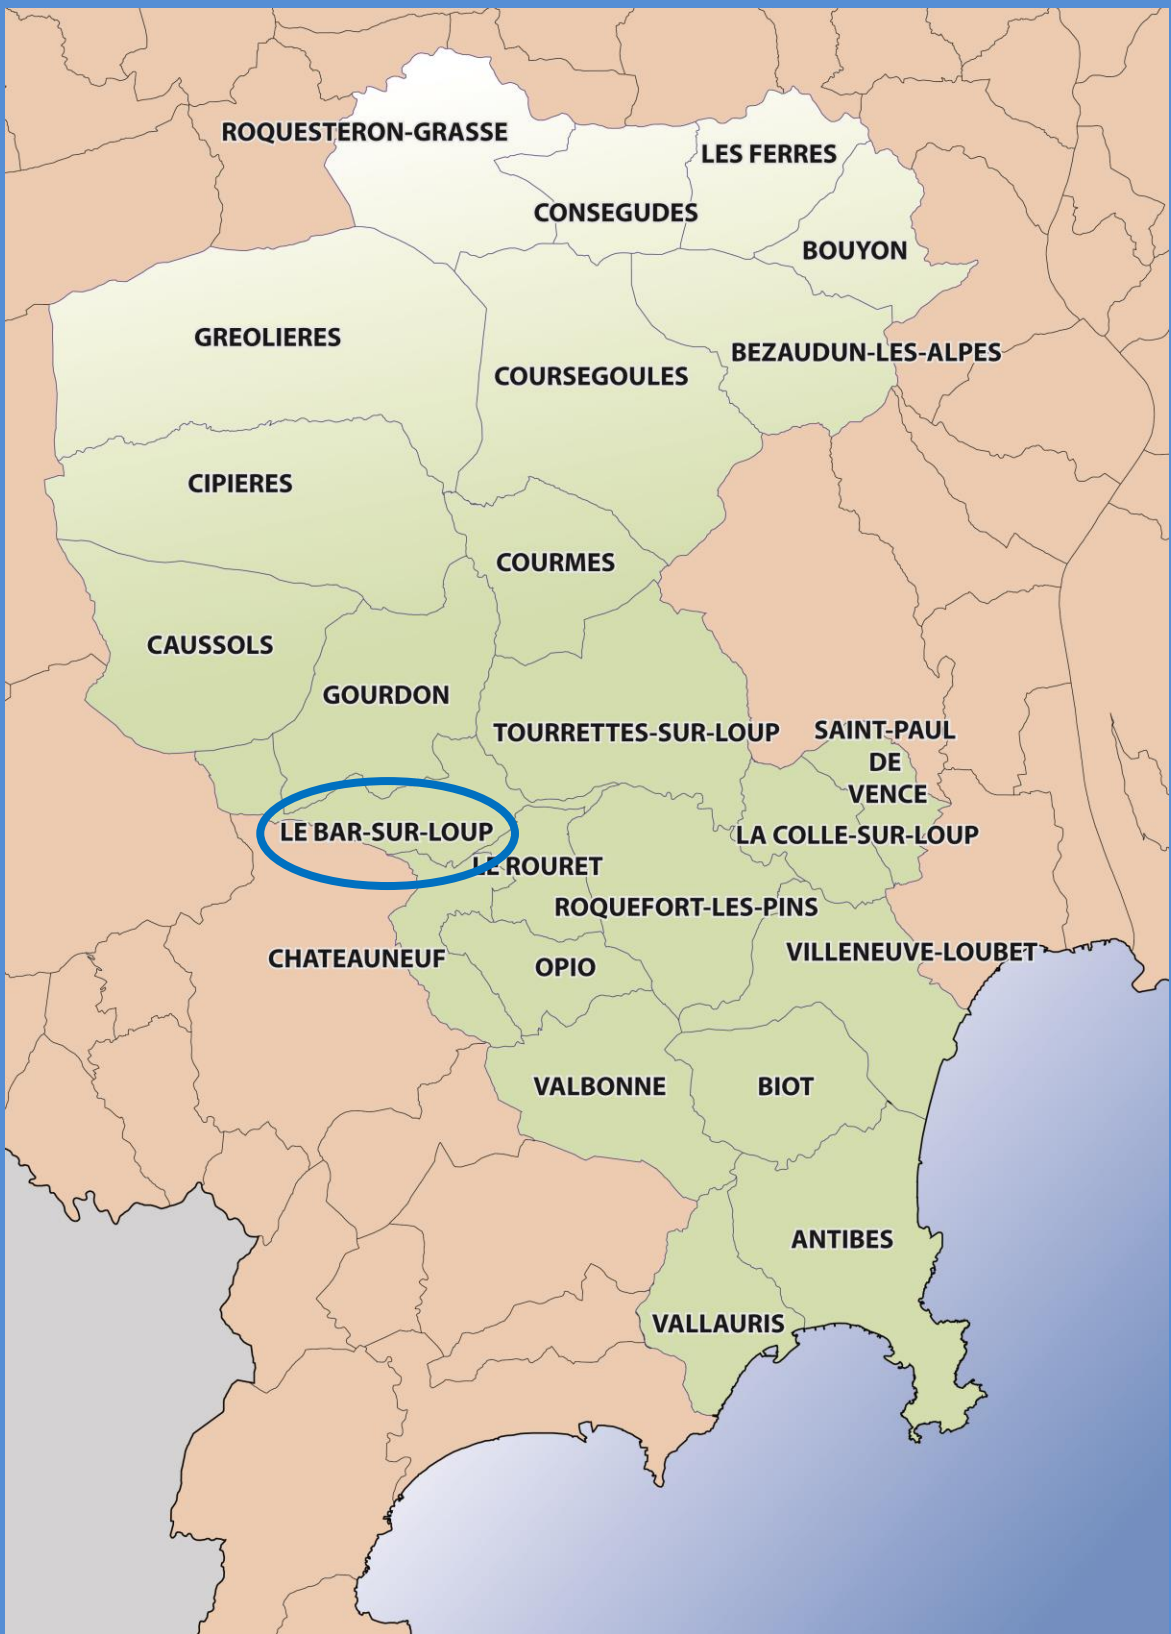 ROQUESTERON-GRASSE
LES FERRES
CONSEGUDES
BOUYON
GREOLIERES
BEZAUDUN-LES-ALPES
COURSEGOULES
CIPIERES
COURMES
CAUSSOLS
GOURDON
TOURRETTES-SUR-LOUP
SAINT-PAUL
DE
VENCE
LE BAR-SUR-LOUP
LA COLLE-SUR-LOUP
LE ROURET
ROQUEFORT-LES-PINS
VILLENEUVE-LOUBET
CHATEAUNEUF
OPIO
VALBONNE
BIOT
ANTIBES
VALLAURIS